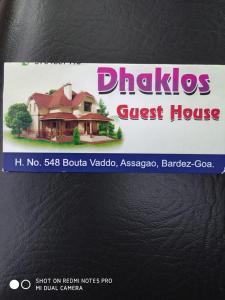 Dhaklos
Guest House
H. No. 548 Bouta Vaddo, Assagao, Bardez-Goa.
SHOT ON REDMI NOTE5 PRO
MI DUAL CAMERA